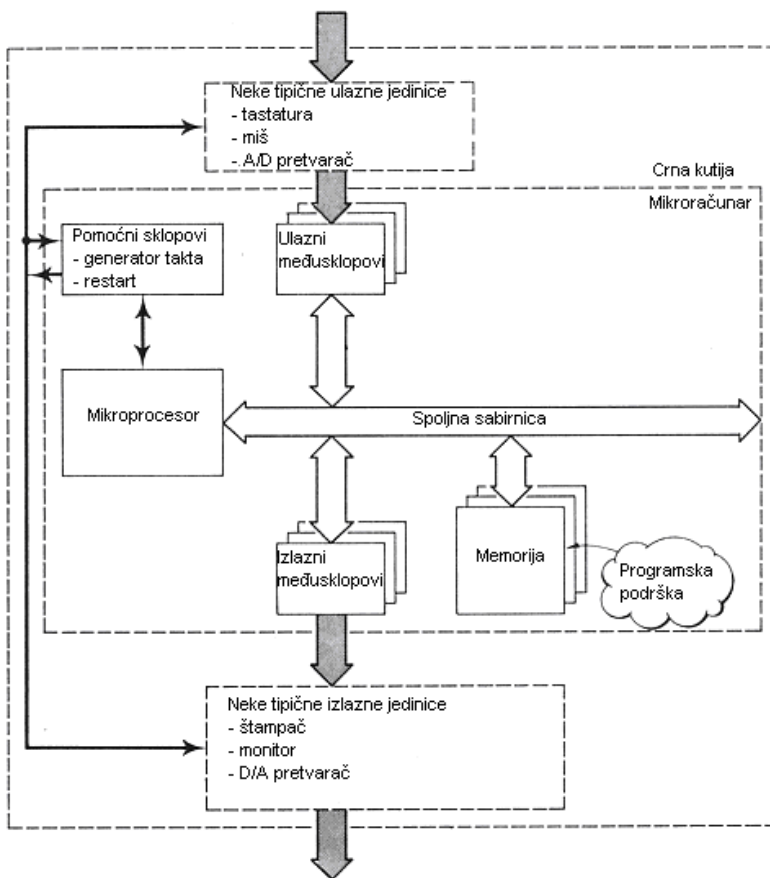 Neke tipične ulazne jedinice
- tastatura
- miš
- A/D pretvarač
Crna kutija
Mikroračunar
Pomoćni sklopovi
- generator takta
- restart
Ulazni
međusklopovi
Mikroprocesor
Spoljna sabirnica
Izlazni
međusklopovi
Memorija
Programska
podrška
Neke tipične izlazne jedinice
- štampač
- monitor
- D/A pretvarač